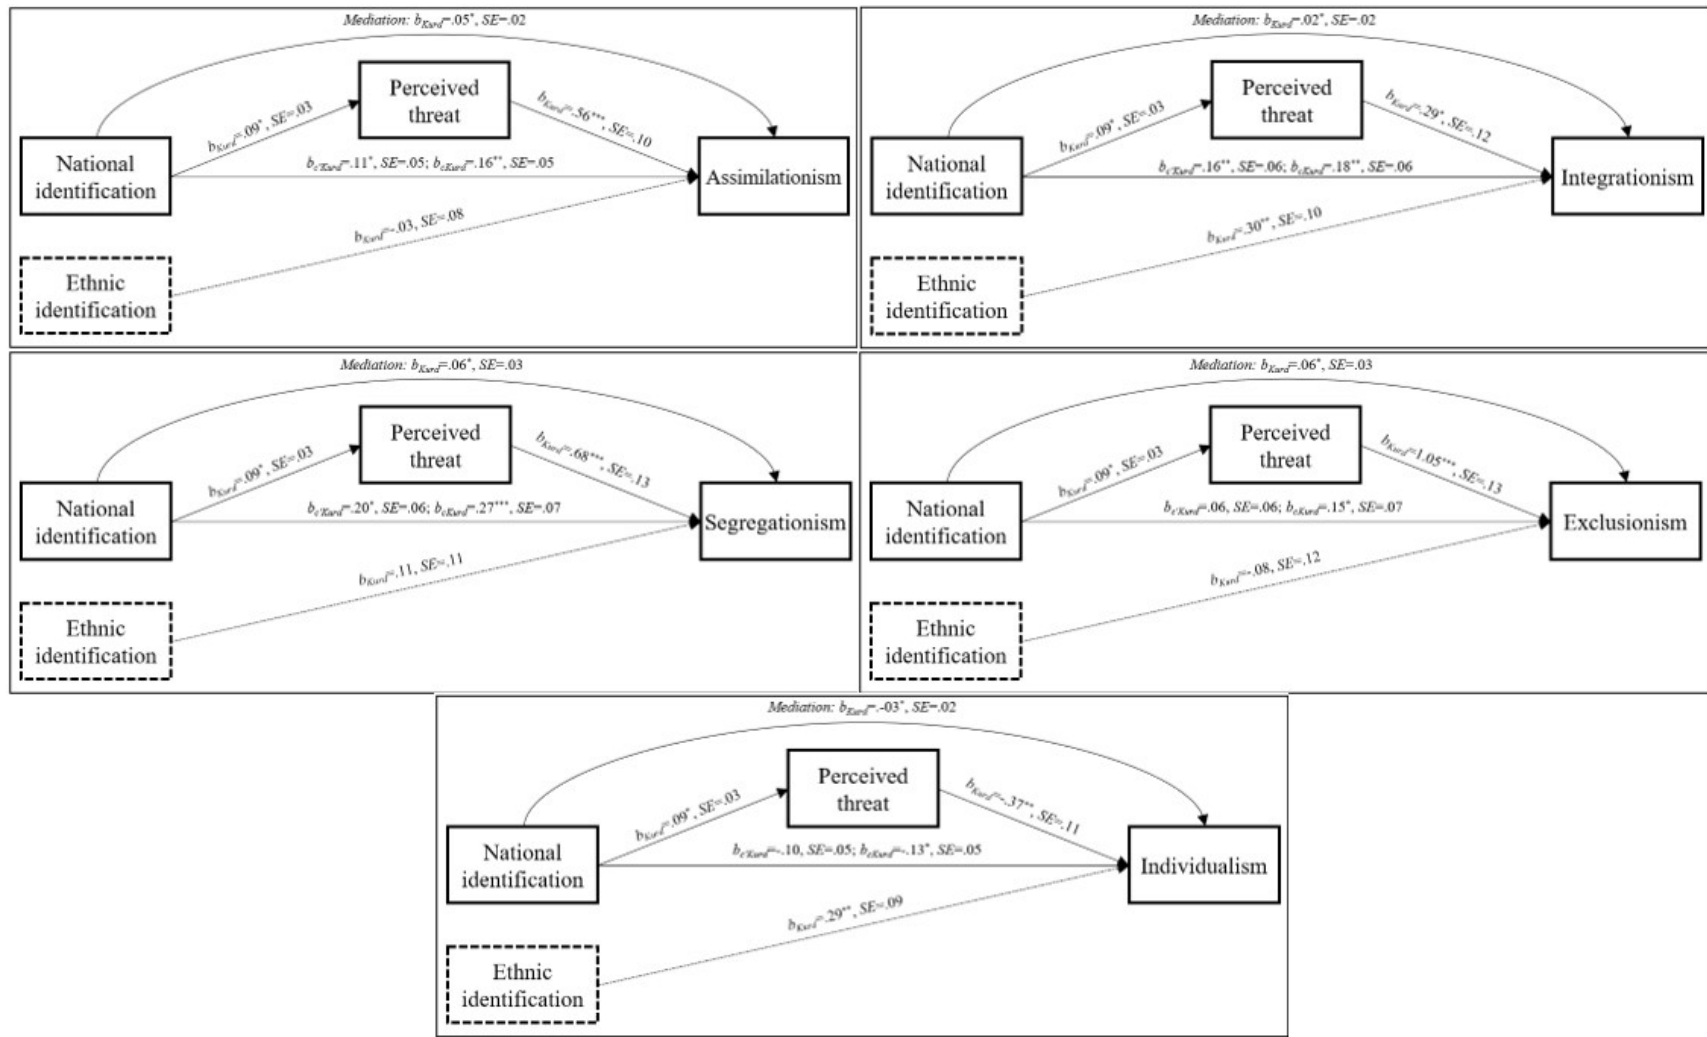 Mediation: bKurd=.05*, SE=.02
Perceived
threat
bKurd=.09*, SE=.03
bKurd=.56***, SE=.10
National
identification
bc'Kurd=.11*, SE=.05; bcKurd=.16**, SE=.05
Assimilationism
bKurd=-.03, SE=.08
Ethnic
identification
Mediation: bKurd=.02*, SE=.02
Perceived
threat
bKurd=.09*, SE=.03
bKurd=.29*, SE=.12
National
identification
bc'Kurd=.16**, SE=.06; bcKurd=.18**, SE=.06
Integrationism
bKurd=.30**, SE=.10
Ethnic
identification
Mediation: bKurd=.06*, SE=.03
Perceived
threat
bKurd=.09*, SE=.03
bKurd=.68***, SE=.13
National
identification
bc'Kurd=.20*, SE=.06; bcKurd=.27***, SE=.07
Segregationism
bKurd=.11, SE=.11
Ethnic
identification
Mediation: bKurd=.06*, SE=.03
Perceived
threat
bKurd=.09*, SE=.03
bKurd=1.05***, SE=.13
National
identification
bc'Kurd=.06, SE=.06; bcKurd=.15*, SE=.07
Exclusionism
bKurd=-.08, SE=.12
Ethnic
identification
Mediation: bKurd=.-03*, SE=.02
Perceived
threat
bKurd=.09*, SE=.03
bKurd=-.37**, SE=.11
National
identification
bc'Kurd=-.10, SE=.05; bcKurd=-.13*, SE=.05
Individualism
bKurd=.29**, SE=.09
Ethnic
identification